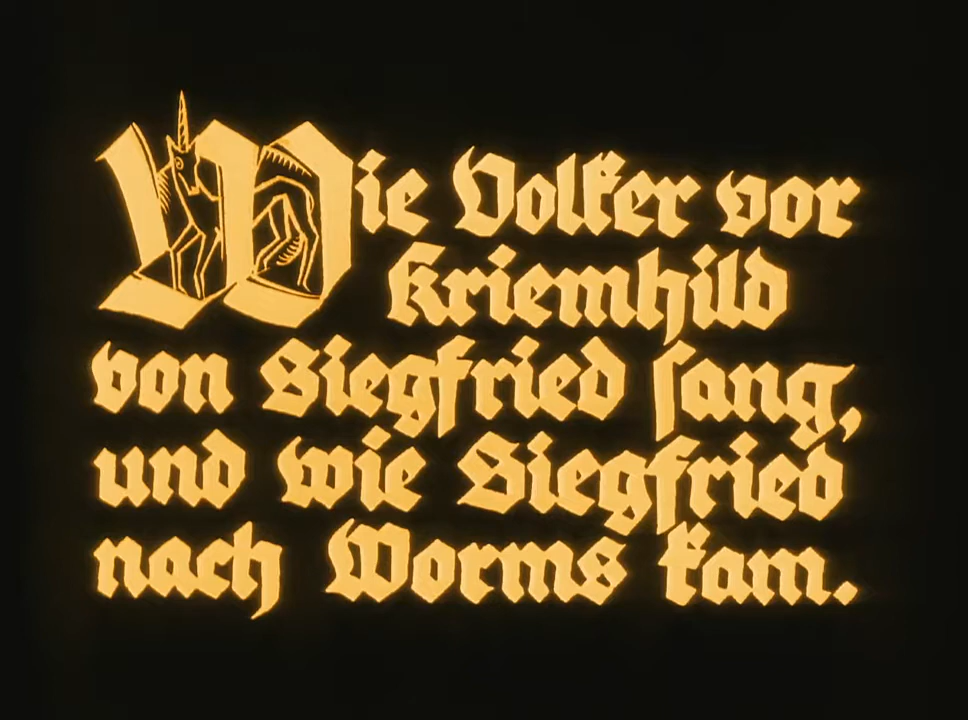 Wie Volker vor
Kriemhild
von Siegfried sang,
und wie Siegfried
nach Worms kam.